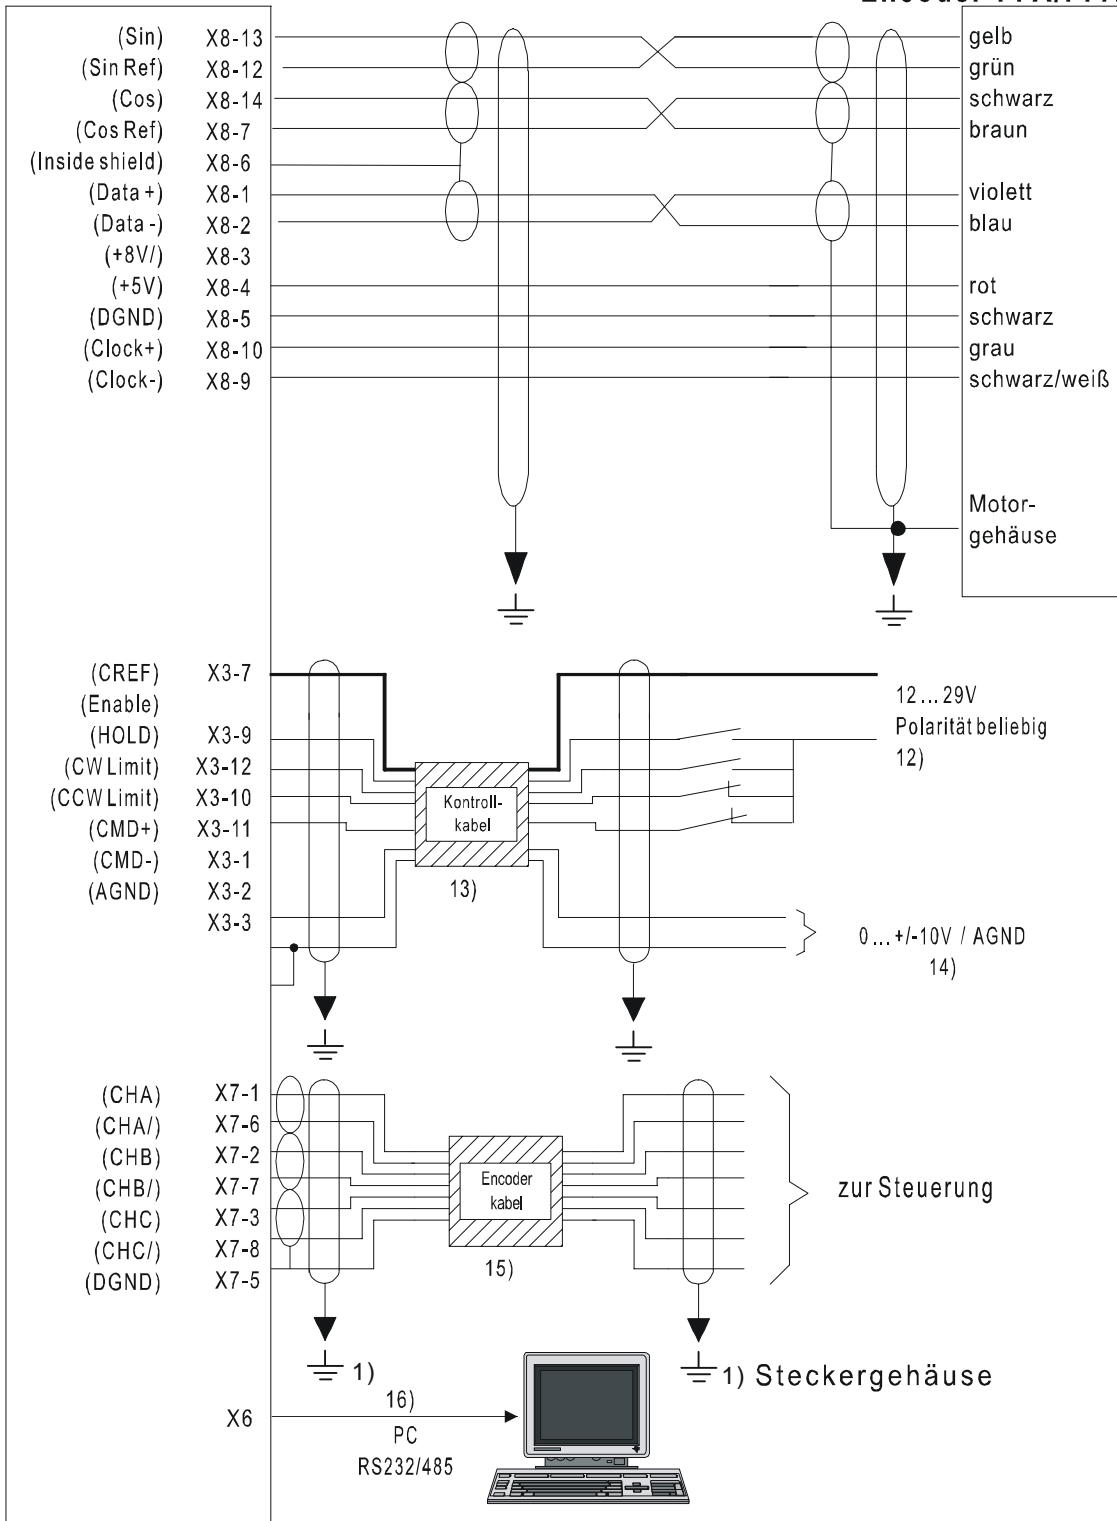 (Sin) X8-13 gelb
(Sin Ref) X8-12 grün
(Cos) X8-14 schwarz
(Cos Ref) X8-7 braun
(Inside shield) X8-6
(Data +) X8-1 violett
(Data -) X8-2 blau
(+8V/) X8-3
(+5V) X8-4 rot
(DGND) X8-5 schwarz
(Clock+) X8-10 grau
(Clock-) X8-9 schwarz/weiß
Motor-
gehäuse
(CREF) X3-7
(Enable)
(HOLD) X3-9
(CW Limit) X3-12
(CCW Limit) X3-10
(CMD+) X3-11
(CMD-) X3-1
(AGND) X3-2
X3-3
12...29V
Polarität beliebig
12)
Kontroll-
kabel
13)
0...+/-10V / AGND
14)
(CHA) X7-1
(CHA/) X7-6
(CHB) X7-2
(CHB/) X7-7
(CHC) X7-3
(CHC/) X7-8
(DGND) X7-5
Encoder
kabel
15)
zur Steuerung
1)
1) Steckergehäuse
X6
16)
PC
RS232/485